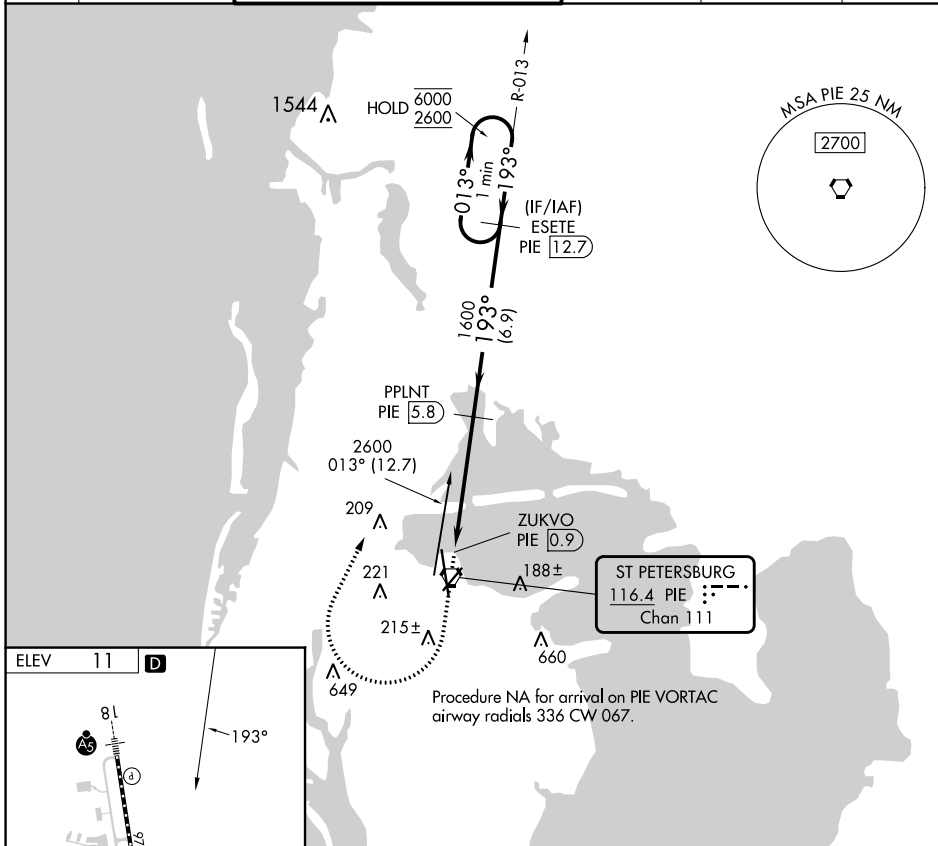 1544
HOLD 6000
2600
R-013
013°
1 min
193°
(IF/IAF)
ESETE
PIE 12.7
MSA PIE 25 NM
2700
1600
193°
(6.9)
PPLNT
PIE 5.8
2600
013° (12.7)
209
ZUKVO
PIE 0.9
221
188±
215±
660
649
ST PETERSBURG
116.4 PIE
Chan 111
Procedure NA for arrival on PIE VORTAC
airway radials 336 CW 067.
ELEV 11 D
18
A5
P
193°
97